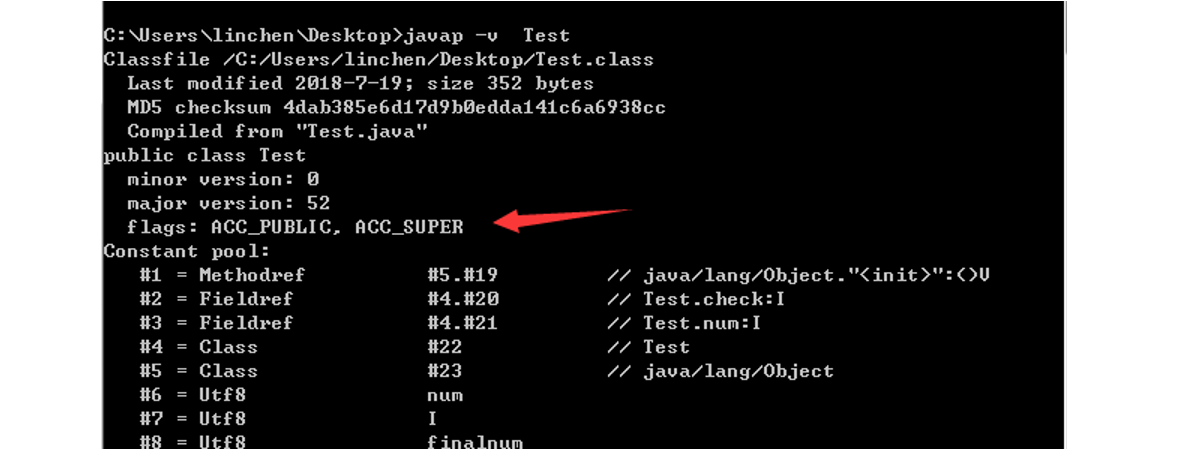 C:\Users\linchen\Desktop>javap -v  Test
Classfile /C:/Users/linchen/Desktop/Test.class
  Last modified 2018-7-19; size 352 bytes
  MD5 checksum 4dab385e6d17d9b0edda141c6a6938cc
  Compiled from "Test.java"
public class Test
  minor version: 0
  major version: 52
  flags: ACC_PUBLIC, ACC_SUPER
Constant pool:
   #1 = Methodref          #5.#19         // java/lang/Object."<init>":()V
   #2 = Fieldref           #4.#20         // Test.check:I
   #3 = Fieldref           #4.#21         // Test.num:I
   #4 = Class              #22            // Test
   #5 = Class              #23            // java/lang/Object
   #6 = Utf8               num
   #7 = Utf8               I
   #8 = Utf8               finalnum